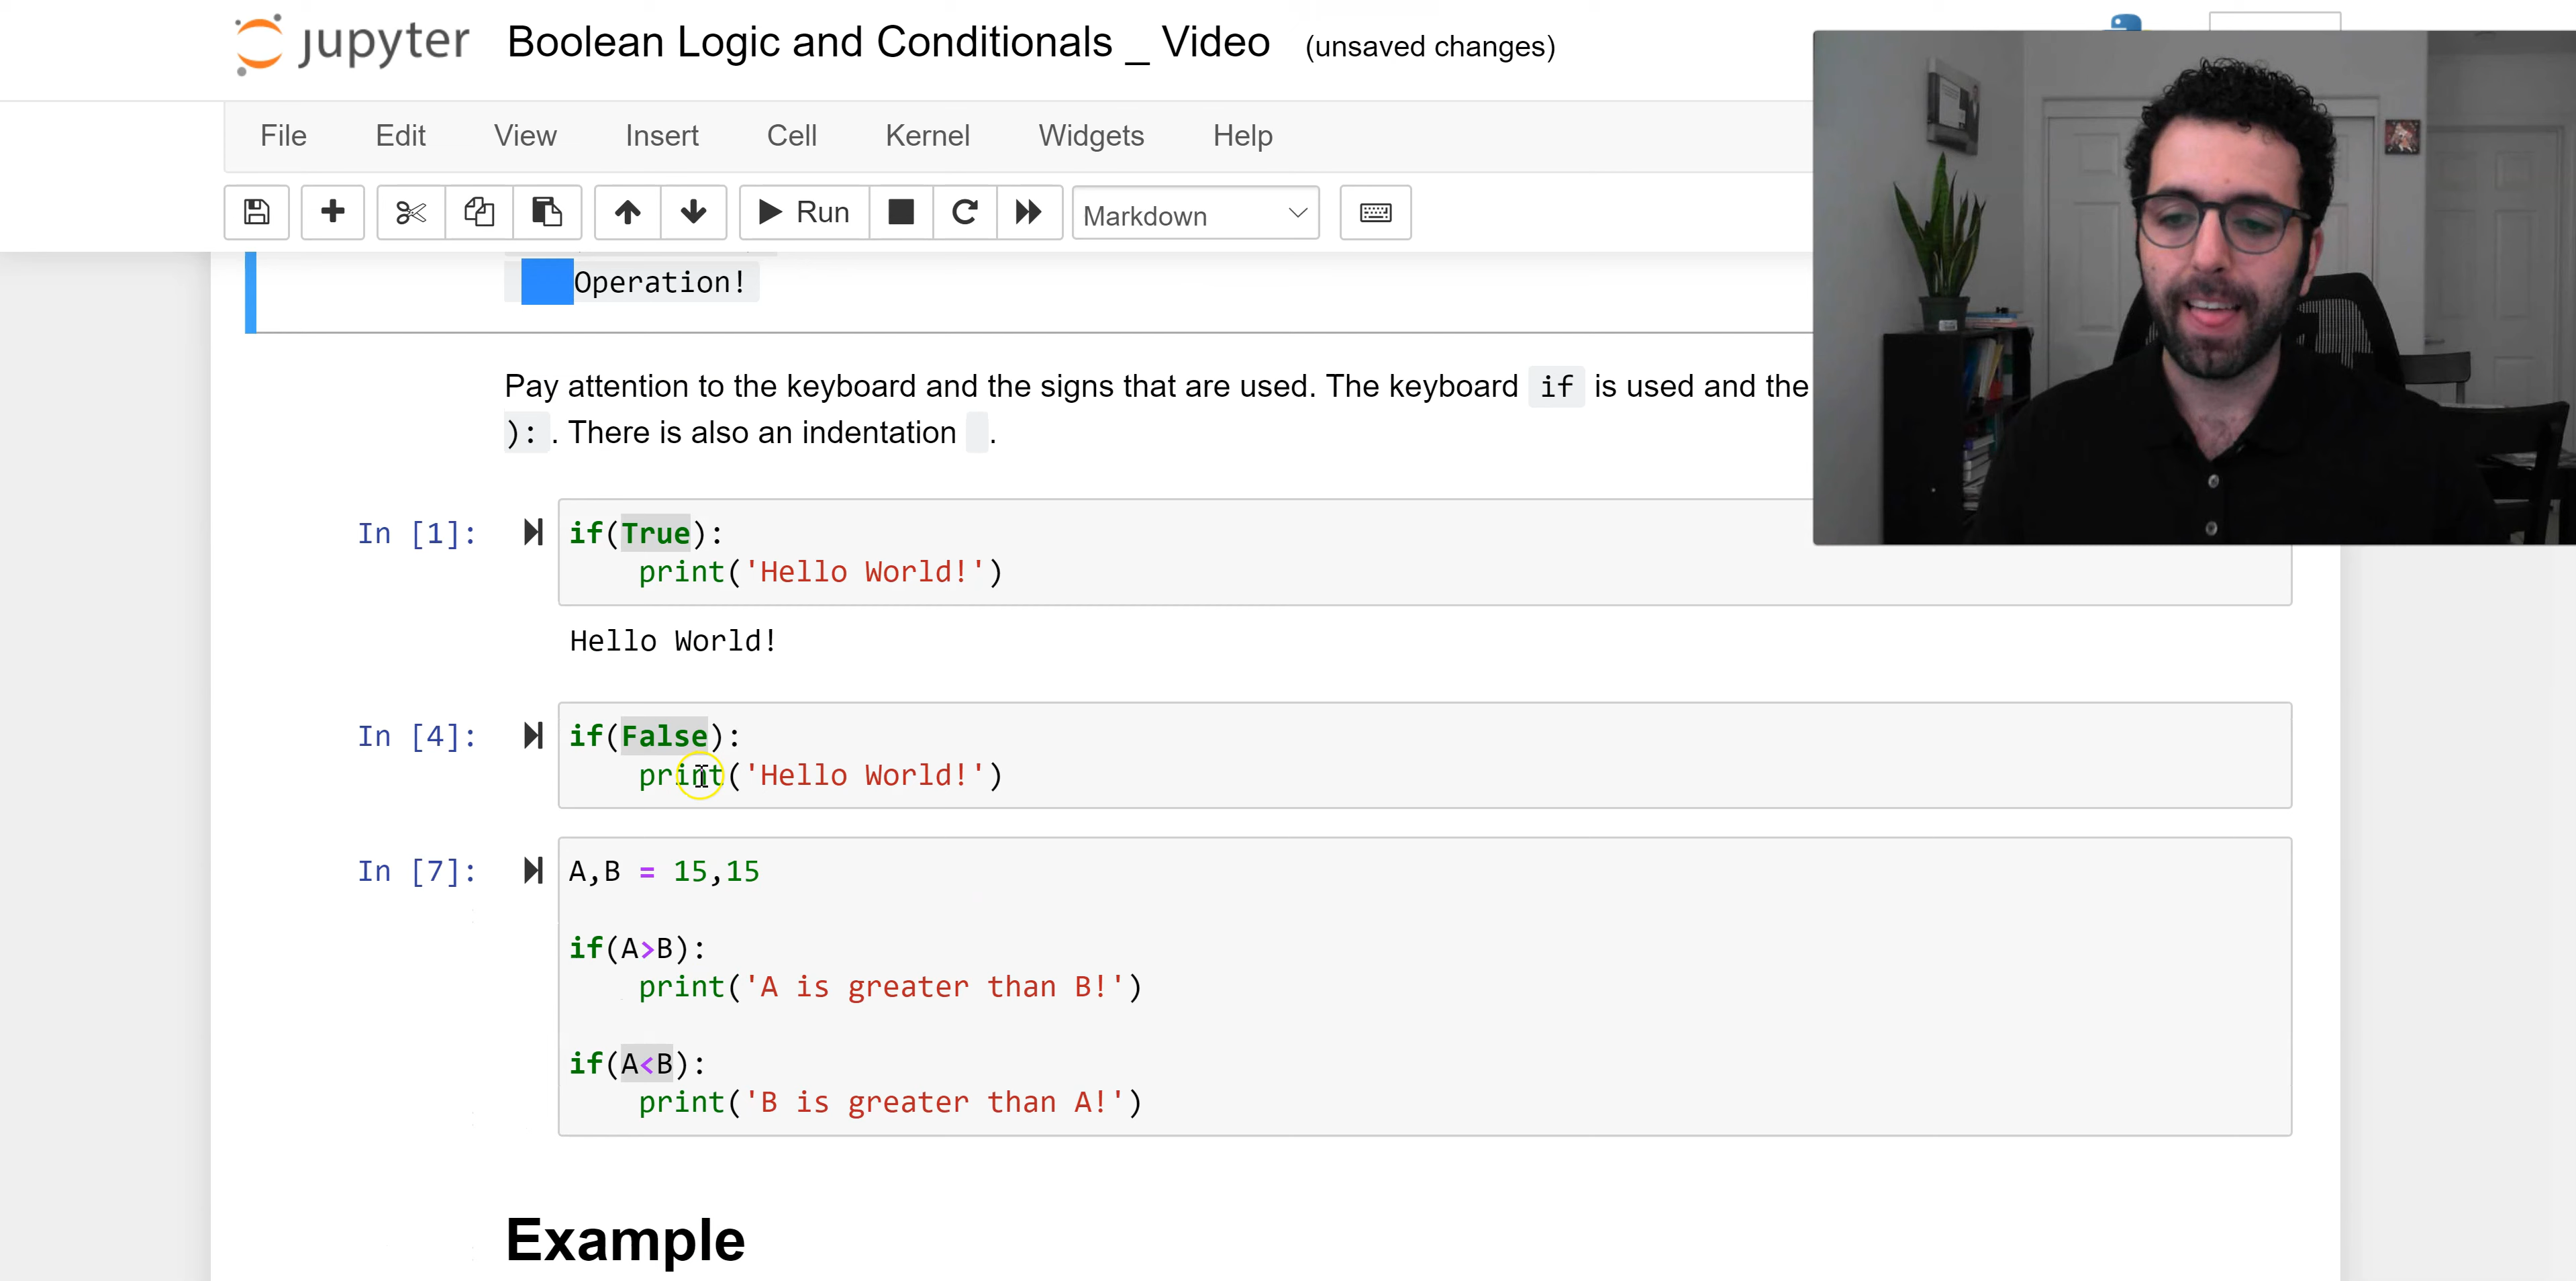 jupyter Boolean Logic and Conditionals _ Video (unsaved changes)
File Edit View Insert Cell Kernel Widgets Help
Run Markdown
Operation!
Pay attention to the keyboard and the signs that are used. The keyboard if is used and the
): . There is also an indentation .
In [1]: if(True):
print('Hello World!')
Hello World!
In [4]: if(False):
print('Hello World!')
In [7]: A,B = 15,15
if(A>B):
print('A is greater than B!')
if(A<B):
print('B is greater than A!')
Example